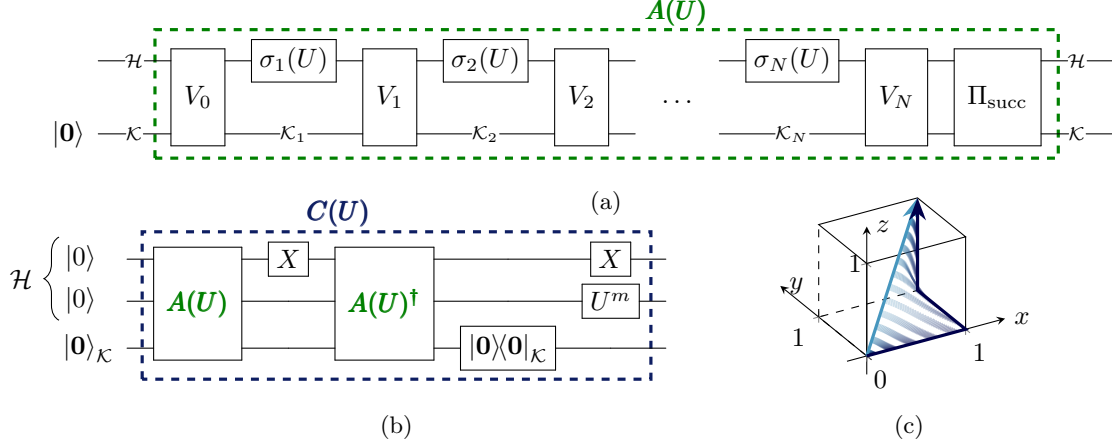 A(U)
ℋ σ₁(U) σ₂(U) σ_N(U) ℋ
V₀ V₁ V₂ … V_N Π_succ
|𝟎⟩ 𝒦 𝒦₁ 𝒦₂ 𝒦_N 𝒦
(a)
C(U)
ℋ { |0⟩ X X
|0⟩ A(U) A(U)† Uᵐ
|𝟎⟩_𝒦 |𝟎⟩⟨𝟎|_𝒦
(b)
z
1
y
1
x
1
0
(c)